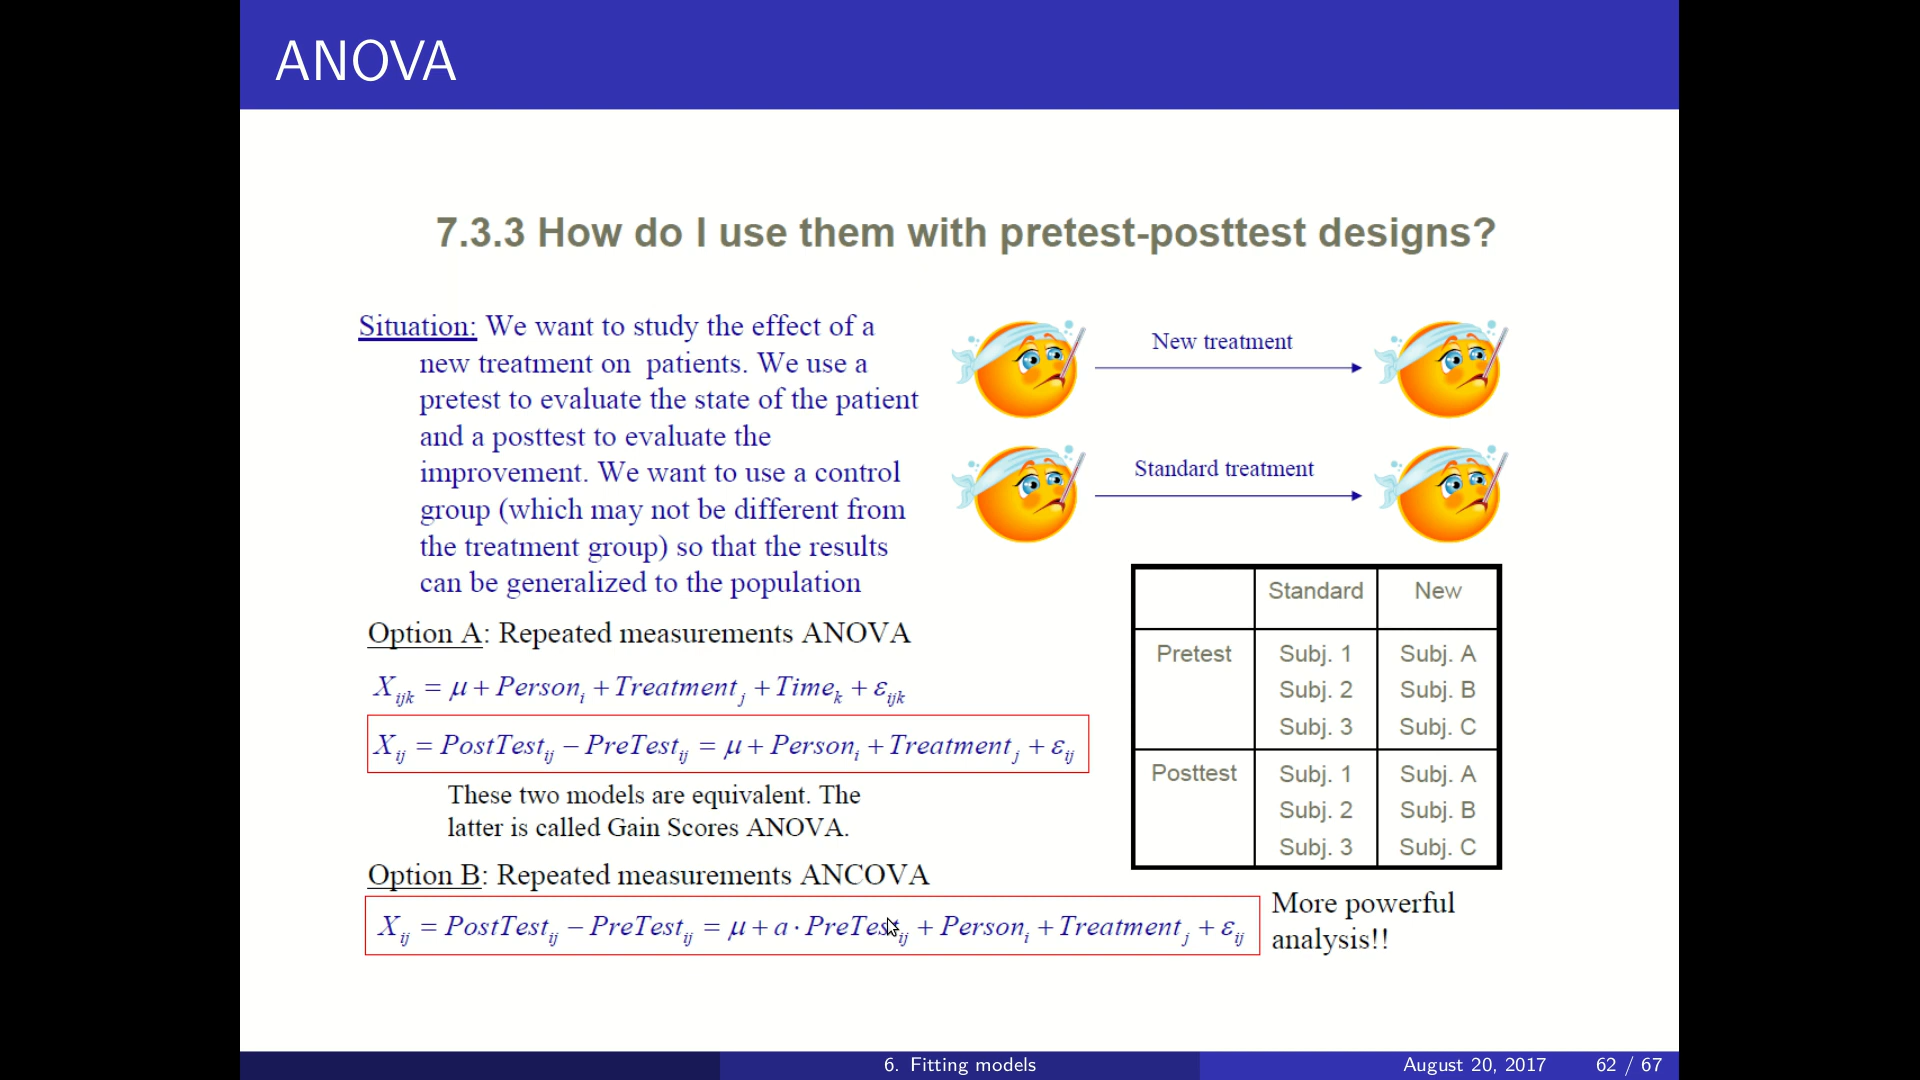 ANOVA
7.3.3 How do I use them with pretest-posttest designs?
Situation: We want to study the effect of a
new treatment on patients. We use a
pretest to evaluate the state of the patient
and a posttest to evaluate the
improvement. We want to use a control
group (which may not be different from
the treatment group) so that the results
can be generalized to the population
New treatment
Standard treatment
Standard New
Pretest Subj. 1 Subj. A
Subj. 2 Subj. B
Subj. 3 Subj. C
Posttest Subj. 1 Subj. A
Subj. 2 Subj. B
Subj. 3 Subj. C
Option A: Repeated measurements ANOVA
X_ijk = μ + Person_i + Treatment_j + Time_k + ε_ijk
X_ij = PostTest_ij − PreTest_ij = μ + Person_i + Treatment_j + ε_ij
These two models are equivalent. The
latter is called Gain Scores ANOVA.
Option B: Repeated measurements ANCOVA
X_ij = PostTest_ij − PreTest_ij = μ + a · PreTest_ij + Person_i + Treatment_j + ε_ij
More powerful
analysis!!
6. Fitting models
August 20, 2017
62 / 67